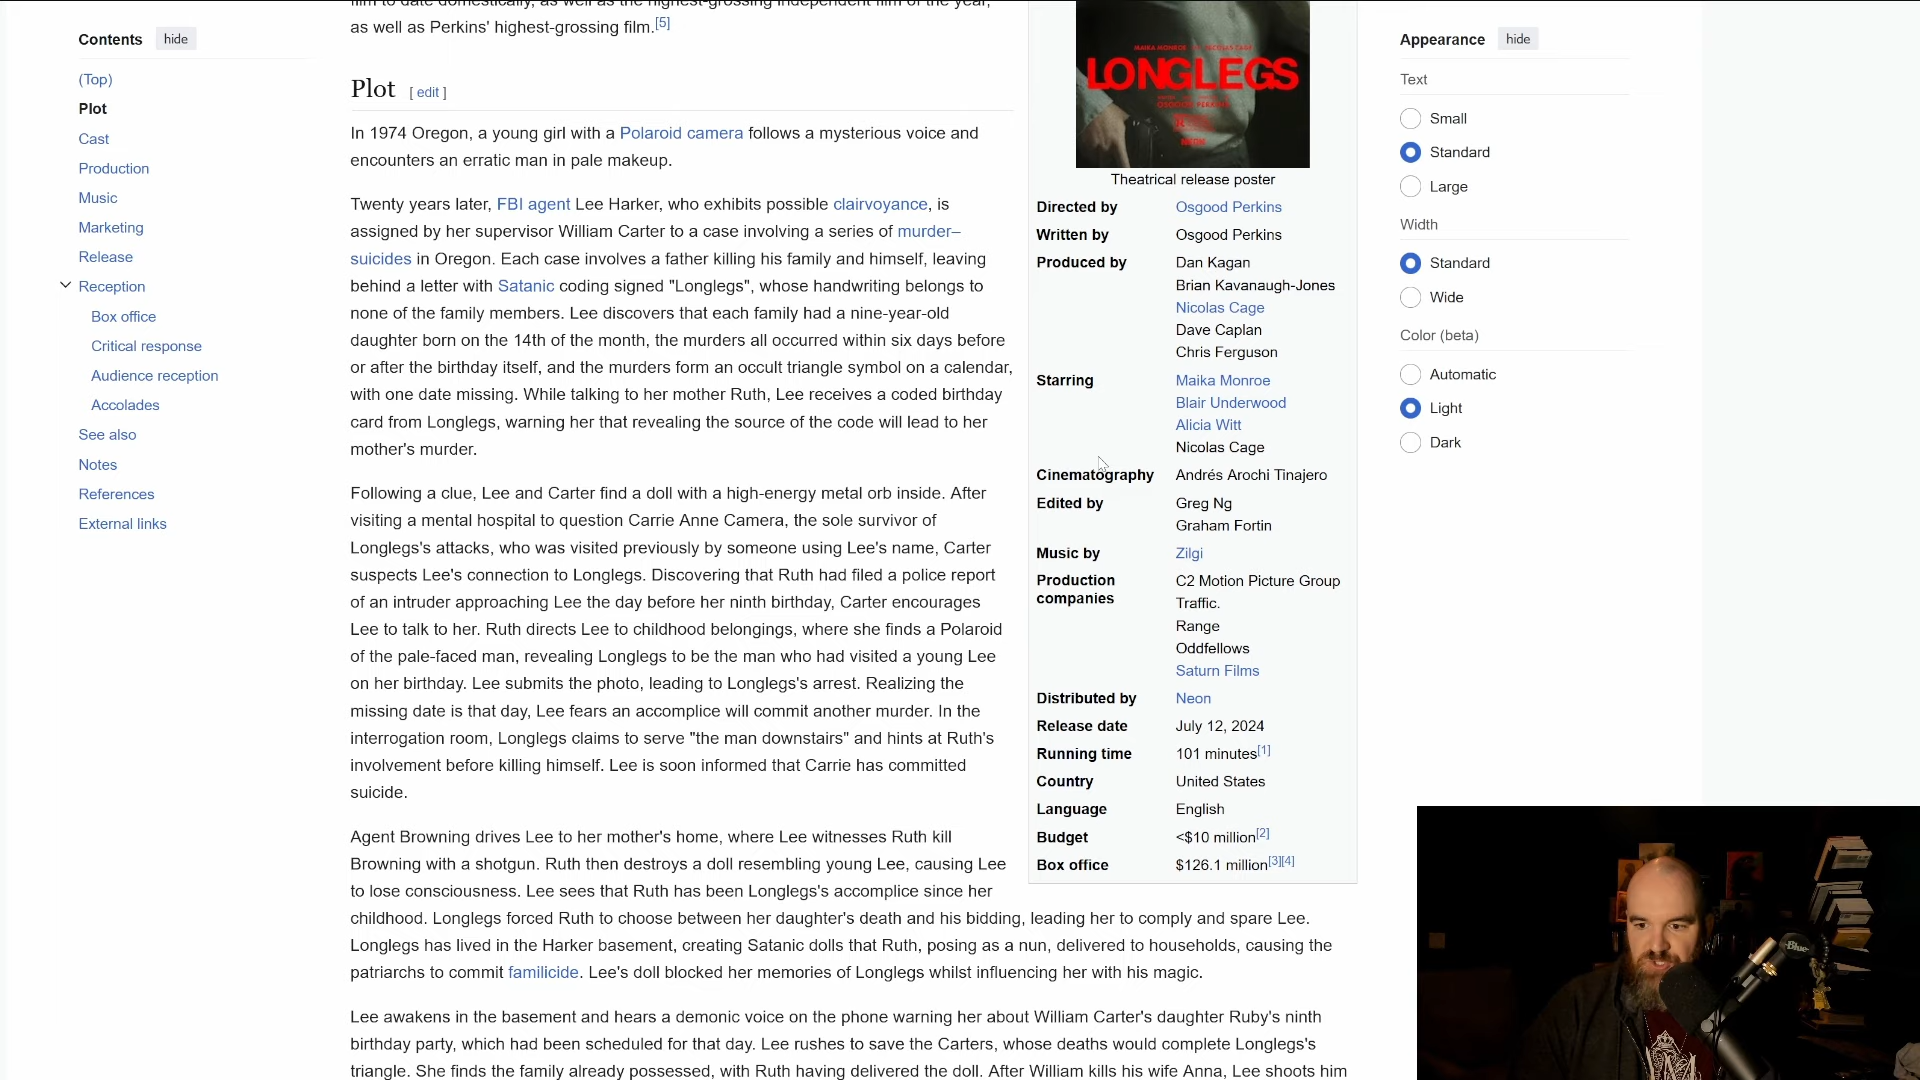 Contents hide
(Top)
Plot
Cast
Production
Music
Marketing
Release
Reception
Box office
Critical response
Audience reception
Accolades
See also
Notes
References
External links
film to date domestically, as well as the highest-grossing independent film of the year,
as well as Perkins' highest-grossing film.[5]
Plot [ edit ]
In 1974 Oregon, a young girl with a Polaroid camera follows a mysterious voice and
encounters an erratic man in pale makeup.
Twenty years later, FBI agent Lee Harker, who exhibits possible clairvoyance, is
assigned by her supervisor William Carter to a case involving a series of murder–
suicides in Oregon. Each case involves a father killing his family and himself, leaving
behind a letter with Satanic coding signed "Longlegs", whose handwriting belongs to
none of the family members. Lee discovers that each family had a nine-year-old
daughter born on the 14th of the month, the murders all occurred within six days before
or after the birthday itself, and the murders form an occult triangle symbol on a calendar,
with one date missing. While talking to her mother Ruth, Lee receives a coded birthday
card from Longlegs, warning her that revealing the source of the code will lead to her
mother's murder.
Following a clue, Lee and Carter find a doll with a high-energy metal orb inside. After
visiting a mental hospital to question Carrie Anne Camera, the sole survivor of
Longlegs's attacks, who was visited previously by someone using Lee's name, Carter
suspects Lee's connection to Longlegs. Discovering that Ruth had filed a police report
of an intruder approaching Lee the day before her ninth birthday, Carter encourages
Lee to talk to her. Ruth directs Lee to childhood belongings, where she finds a Polaroid
of the pale-faced man, revealing Longlegs to be the man who had visited a young Lee
on her birthday. Lee submits the photo, leading to Longlegs's arrest. Realizing the
missing date is that day, Lee fears an accomplice will commit another murder. In the
interrogation room, Longlegs claims to serve "the man downstairs" and hints at Ruth's
involvement before killing himself. Lee is soon informed that Carrie has committed
suicide.
Agent Browning drives Lee to her mother's home, where Lee witnesses Ruth kill
Browning with a shotgun. Ruth then destroys a doll resembling young Lee, causing Lee
to lose consciousness. Lee sees that Ruth has been Longlegs's accomplice since her
childhood. Longlegs forced Ruth to choose between her daughter's death and his bidding, leading her to comply and spare Lee.
Longlegs has lived in the Harker basement, creating Satanic dolls that Ruth, posing as a nun, delivered to households, causing the
patriarchs to commit familicide. Lee's doll blocked her memories of Longlegs whilst influencing her with his magic.
Lee awakens in the basement and hears a demonic voice on the phone warning her about William Carter's daughter Ruby's ninth
birthday party, which had been scheduled for that day. Lee rushes to save the Carters, whose deaths would complete Longlegs's
triangle. She finds the family already possessed, with Ruth having delivered the doll. After William kills his wife Anna, Lee shoots him
MAIKA MONROE
LONGLEGS
OSGOOD PERKINS
R
NEON
Theatrical release poster
Directed by Osgood Perkins
Written by Osgood Perkins
Produced by Dan Kagan
Brian Kavanaugh-Jones
Nicolas Cage
Dave Caplan
Chris Ferguson
Starring Maika Monroe
Blair Underwood
Alicia Witt
Nicolas Cage
Cinematography Andrés Arochi Tinajero
Edited by Greg Ng
Graham Fortin
Music by Zilgi
Production companies C2 Motion Picture Group
Traffic.
Range
Oddfellows
Saturn Films
Distributed by Neon
Release date July 12, 2024
Running time 101 minutes[1]
Country United States
Language English
Budget <$10 million[2]
Box office $126.1 million[3][4]
Appearance hide
Text
Small
Standard
Large
Width
Standard
Wide
Color (beta)
Automatic
Light
Dark
Blue